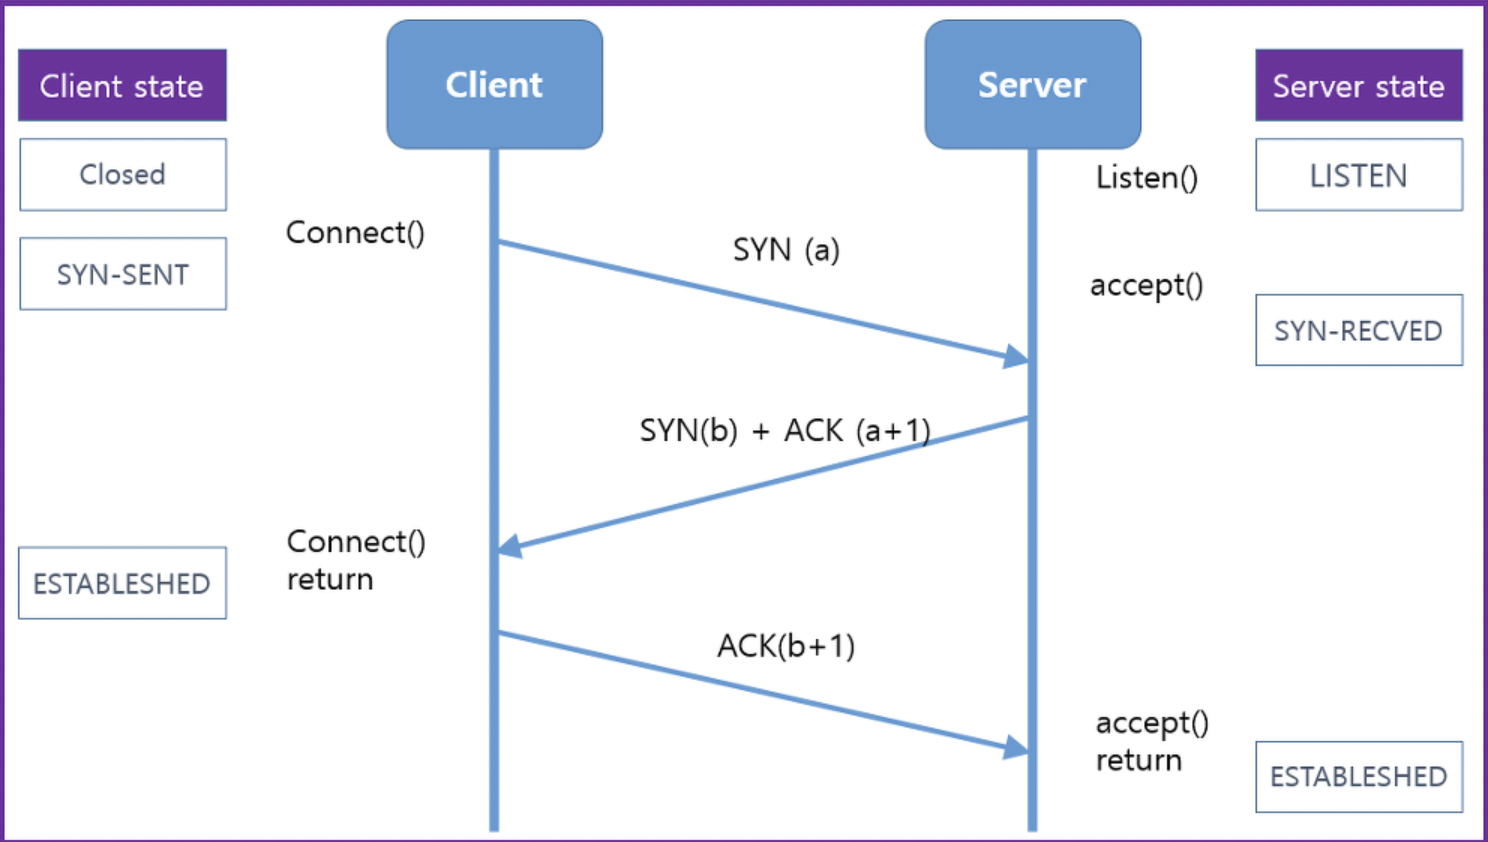 Client
Server
Client state
Server state
Closed
Listen()
LISTEN
Connect()
SYN (a)
SYN-SENT
accept()
SYN-RECVED
SYN(b) + ACK (a+1)
Connect()
return
ESTABLESHED
ACK(b+1)
accept()
return
ESTABLESHED